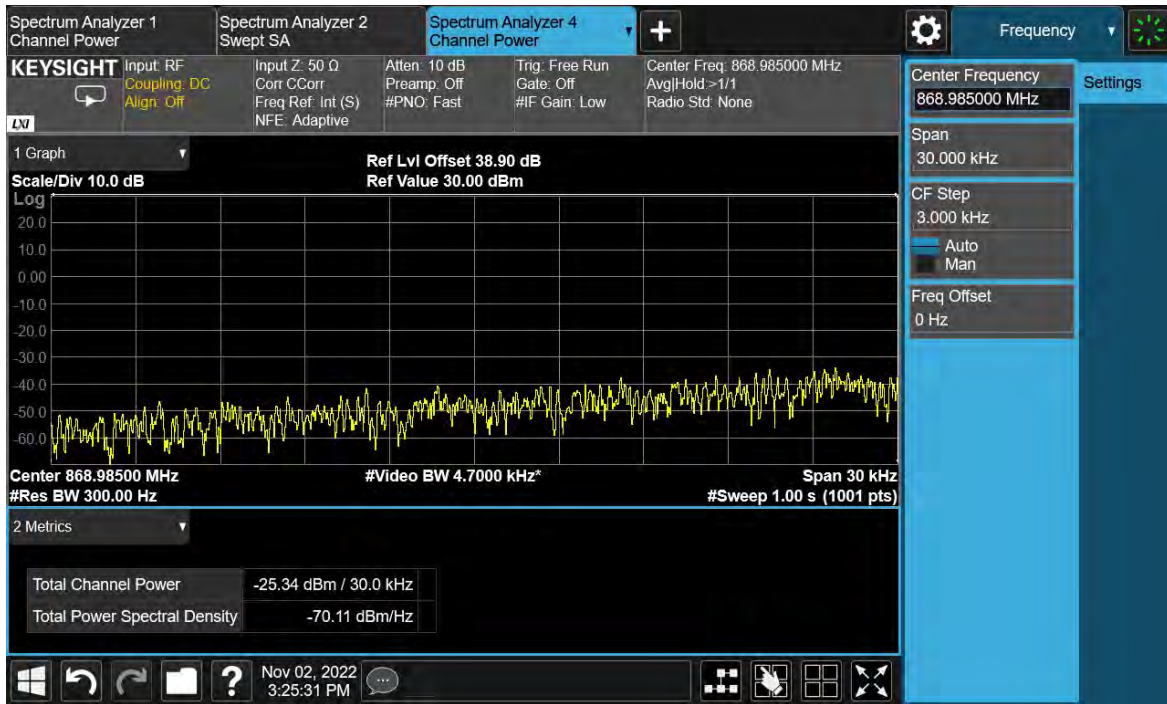 Spectrum Analyzer 1
Channel Power
Spectrum Analyzer 2
Swept SA
Spectrum Analyzer 4
Channel Power
Frequency
KEYSIGHT
LXI
Input: RF
Coupling: DC
Align: Off
Input Z: 50 Ω
Corr CCorr
Freq Ref: Int (S)
NFE: Adaptive
Atten: 10 dB
Preamp: Off
#PNO: Fast
Trig: Free Run
Gate: Off
#IF Gain: Low
Center Freq: 868.985000 MHz
Avg|Hold:>1/1
Radio Std: None
1 Graph
Scale/Div 10.0 dB
Ref Lvl Offset 38.90 dB
Ref Value 30.00 dBm
Log
20.0
10.0
0.00
-10.0
-20.0
-30.0
-40.0
-50.0
-60.0
Center 868.98500 MHz
#Res BW 300.00 Hz
#Video BW 4.7000 kHz*
Span 30 kHz
#Sweep 1.00 s (1001 pts)
2 Metrics
Total Channel Power -25.34 dBm / 30.0 kHz
Total Power Spectral Density -70.11 dBm/Hz
?
Nov 02, 2022
3:25:31 PM
Center Frequency
868.985000 MHz
Span
30.000 kHz
CF Step
3.000 kHz
Auto
Man
Freq Offset
0 Hz
Settings